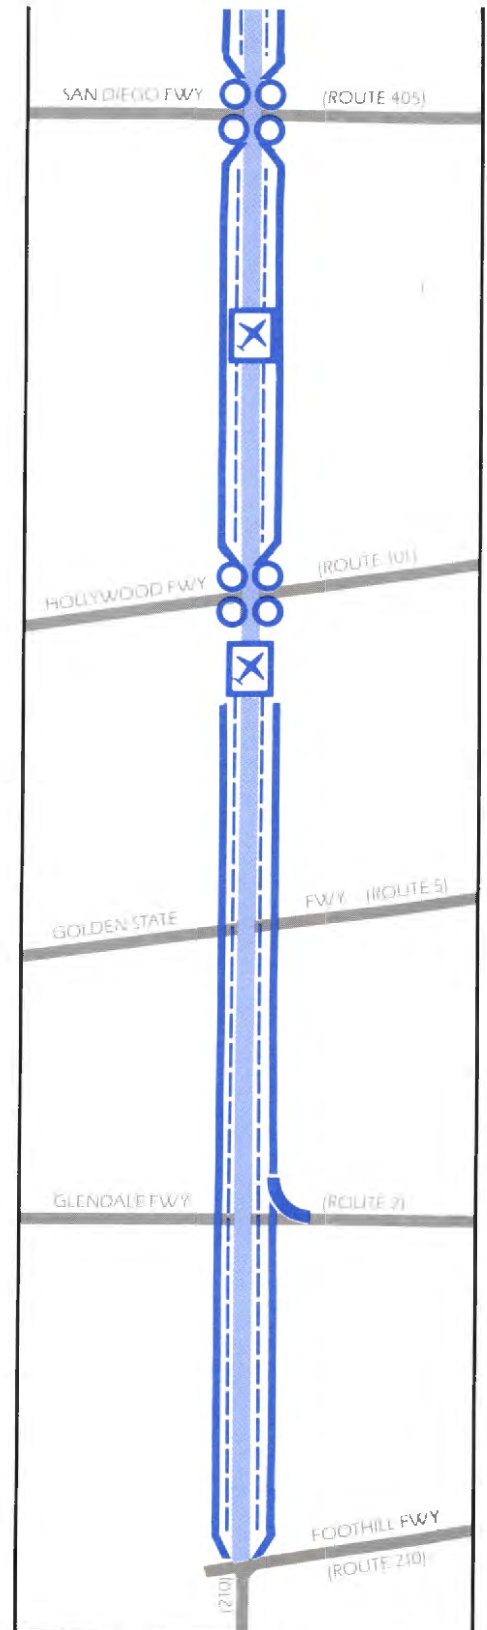 SAN DIEGO FWY (ROUTE 405)
HOLLYWOOD FWY (ROUTE 101)
GOLDEN STATE FWY (ROUTE 5)
GLENDALE FWY (ROUTE 2)
FOOTHILL FWY
(ROUTE 210)
(210)